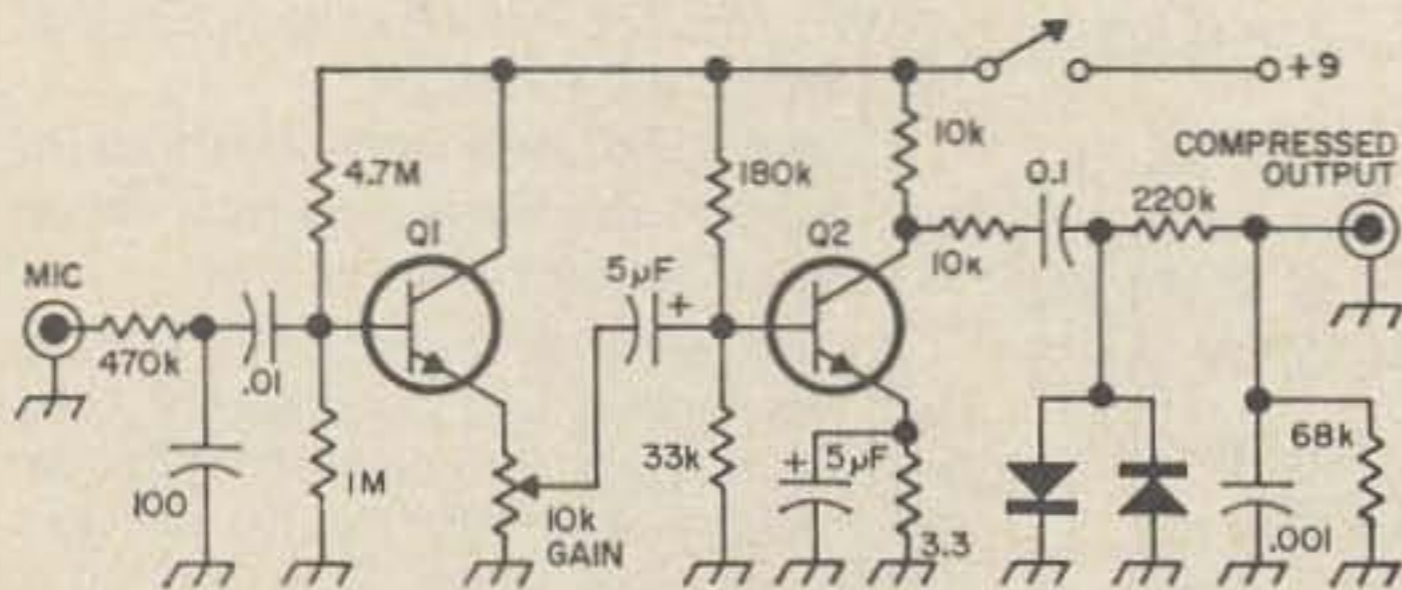 +9
10k
COMPRESSED
OUTPUT
4.7M
180k
0.1
220k
Q1
Q2
10k
MIC
5µF
+
470k
.01
+
5µF
33k
68k
1M
100
10k
GAIN
3.3
.001